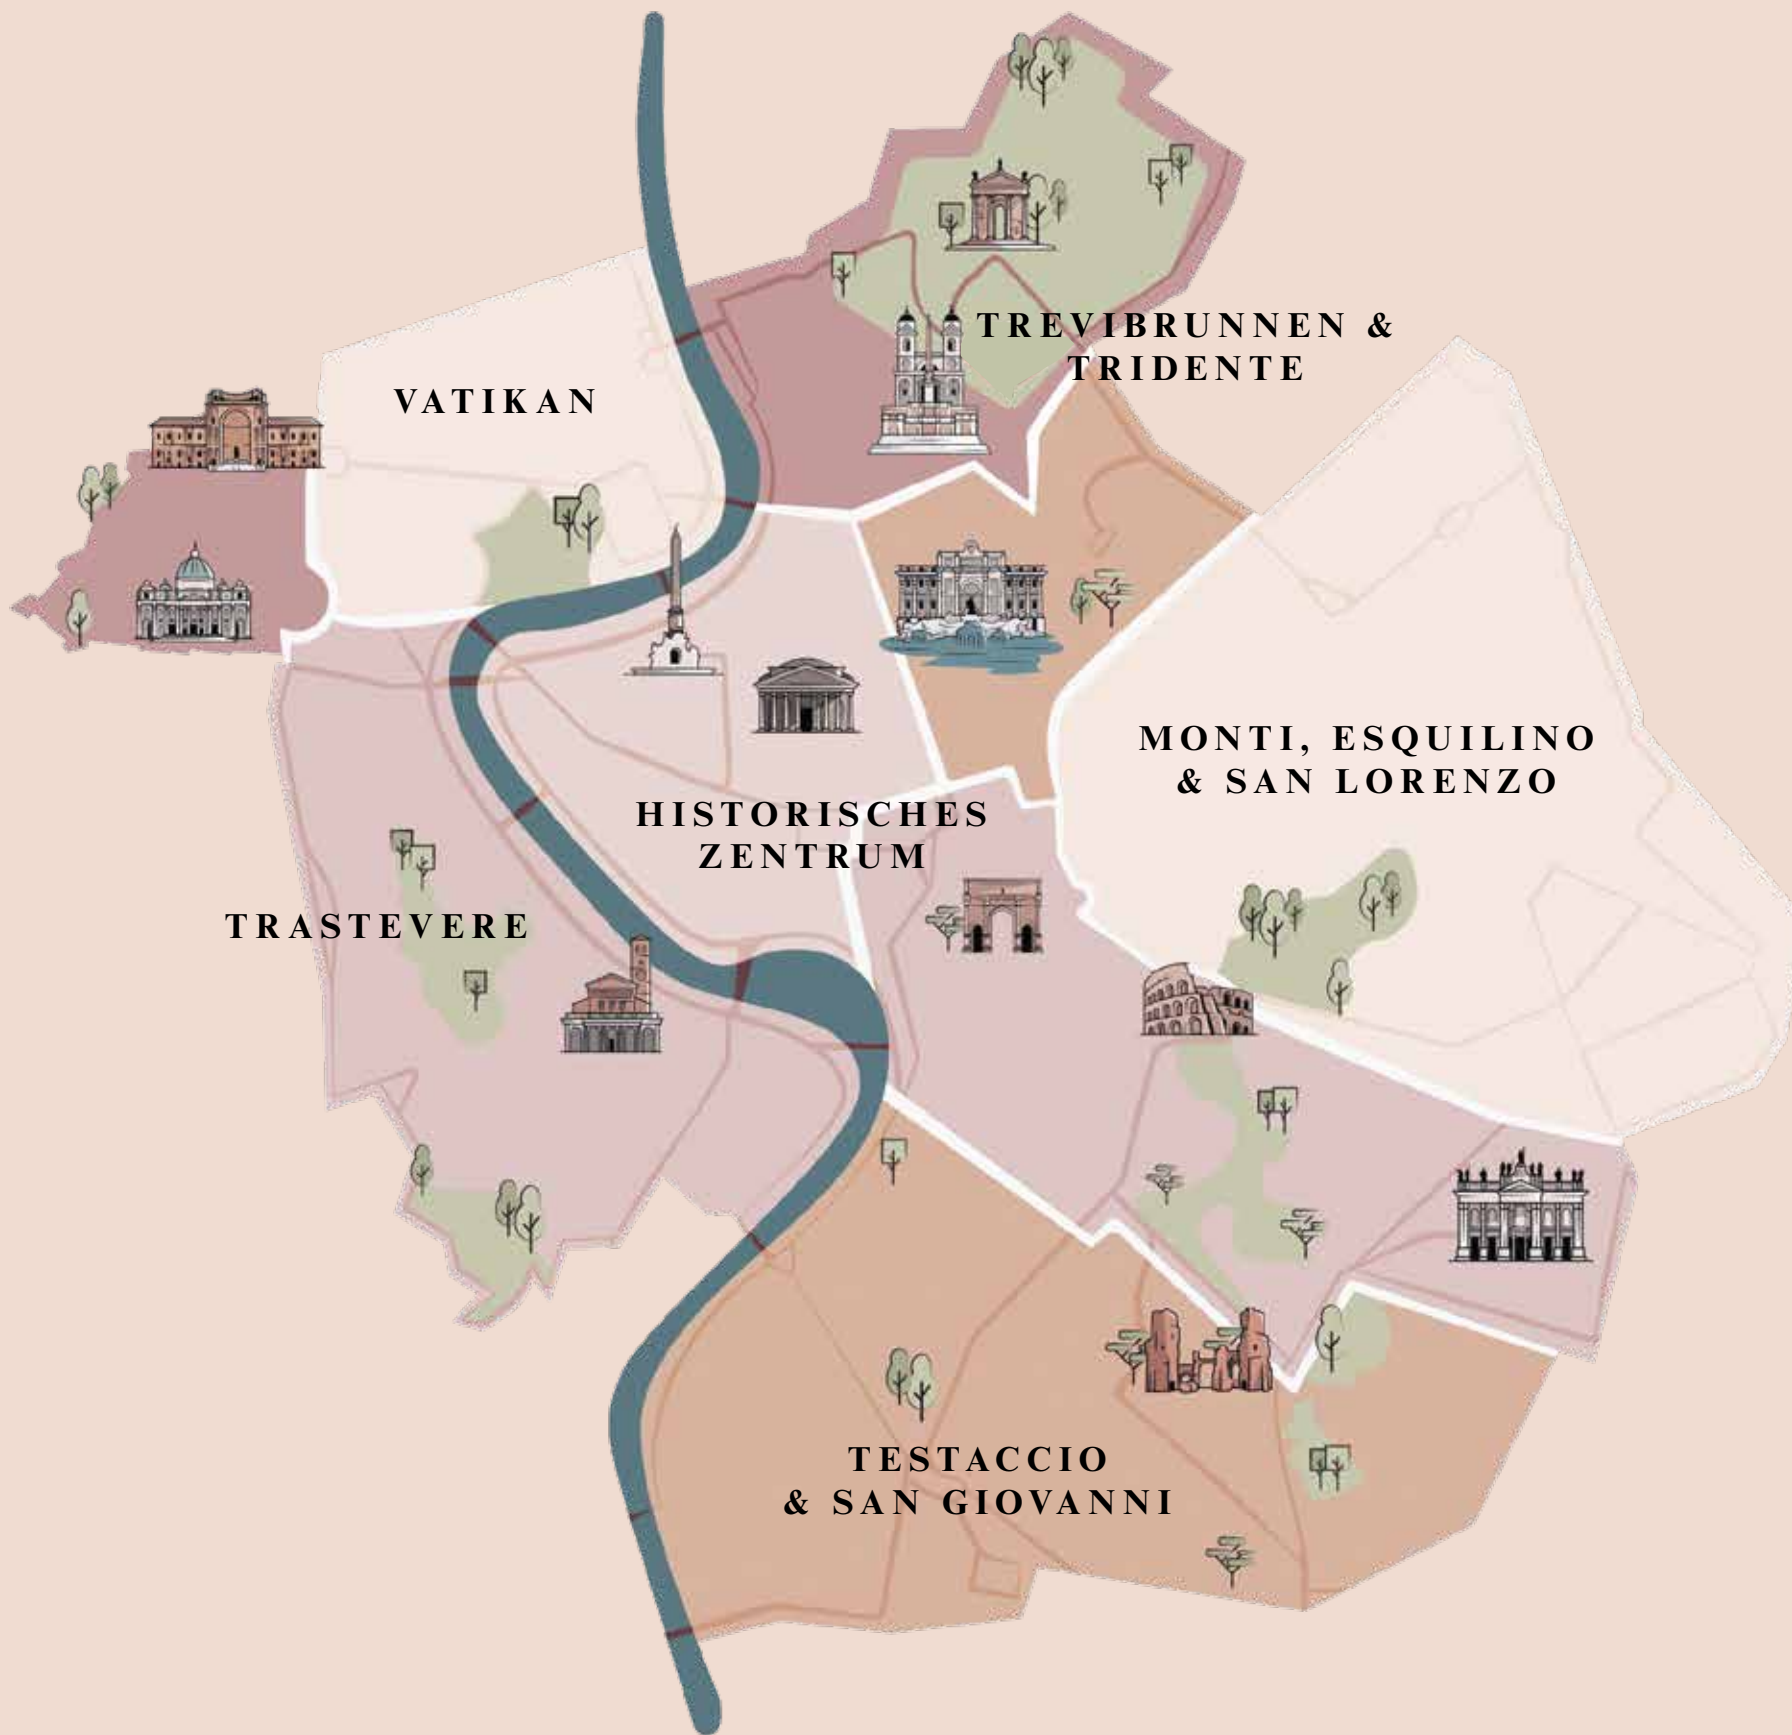 TREVIBRUNNEN &
TRIDENTE
VATIKAN
MONTI, ESQUILINO
& SAN LORENZO
HISTORISCHES
ZENTRUM
TRASTEVERE
TESTACCIO
& SAN GIOVANNI